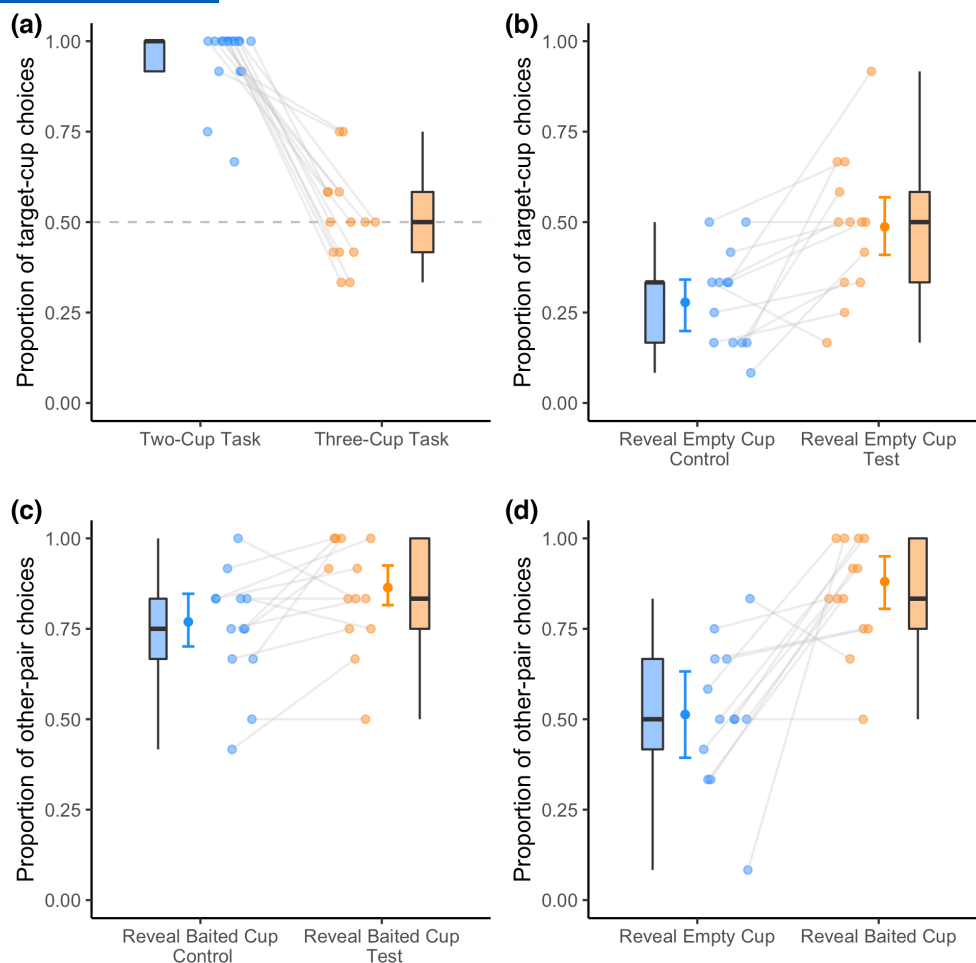 (a)
Proportion of target-cup choices
1.00
0.75
0.50
0.25
0.00
Two-Cup Task
Three-Cup Task
(b)
Proportion of target-cup choices
1.00
0.75
0.50
0.25
0.00
Reveal Empty Cup
Control
Reveal Empty Cup
Test
(c)
Proportion of other-pair choices
1.00
0.75
0.50
0.25
0.00
Reveal Baited Cup
Control
Reveal Baited Cup
Test
(d)
Proportion of other-pair choices
1.00
0.75
0.50
0.25
0.00
Reveal Empty Cup
Reveal Baited Cup